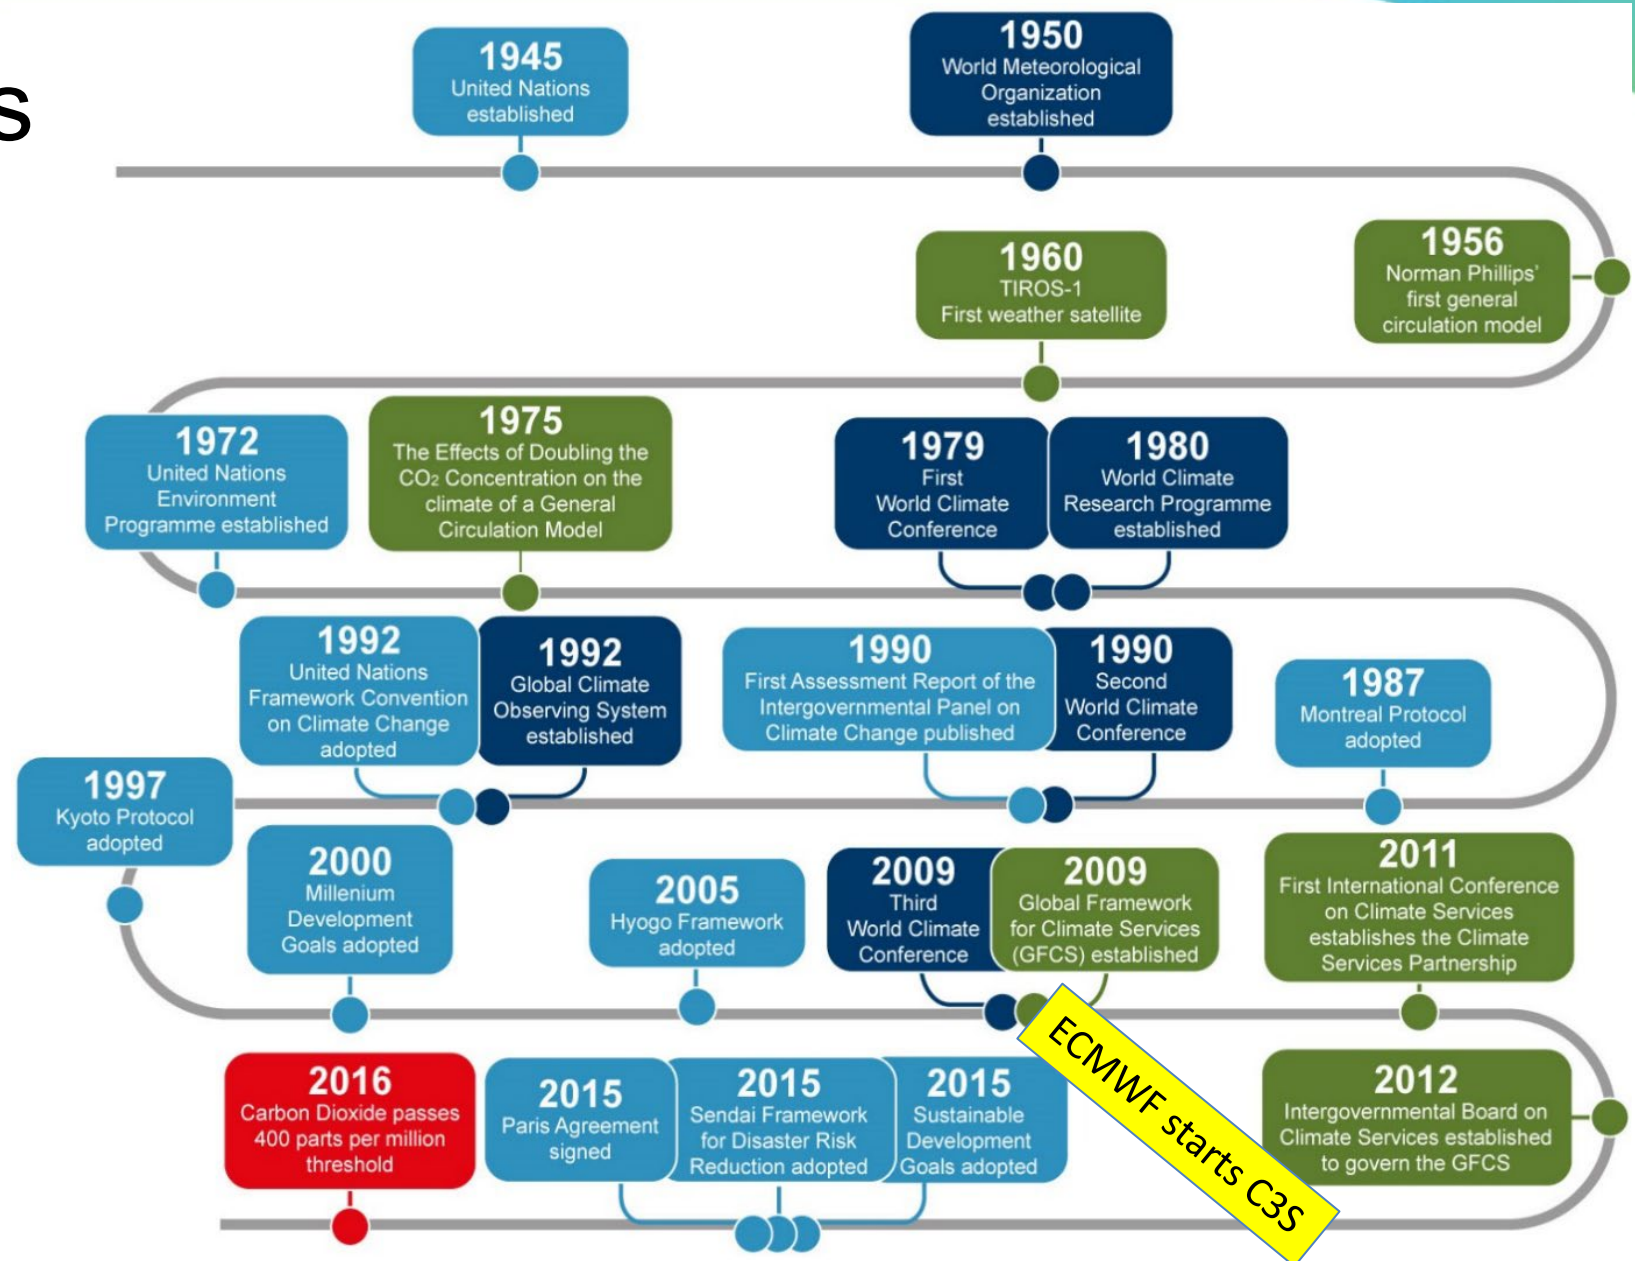 s
1945
United Nations
established
1950
World Meteorological
Organization
established
1956
Norman Phillips'
first general
circulation model
1960
TIROS-1
First weather satellite
1972
United Nations
Environment
Programme established
1975
The Effects of Doubling the
CO₂ Concentration on the
climate of a General
Circulation Model
1979
First
World Climate
Conference
1980
World Climate
Research Programme
established
1987
Montreal Protocol
adopted
1990
Second
World Climate
Conference
1990
First Assessment Report of the
Intergovernmental Panel on
Climate Change published
1992
Global Climate
Observing System
established
1992
United Nations
Framework Convention
on Climate Change
adopted
1997
Kyoto Protocol
adopted
2000
Millenium
Development
Goals adopted
2005
Hyogo Framework
adopted
2009
Third
World Climate
Conference
2009
Global Framework
for Climate Services
(GFCS) established
2011
First International Conference
on Climate Services
establishes the Climate
Services Partnership
2012
Intergovernmental Board on
Climate Services established
to govern the GFCS
ECMWF starts C3S
2015
Sustainable
Development
Goals adopted
2015
Sendai Framework
for Disaster Risk
Reduction adopted
2015
Paris Agreement
signed
2016
Carbon Dioxide passes
400 parts per million
threshold